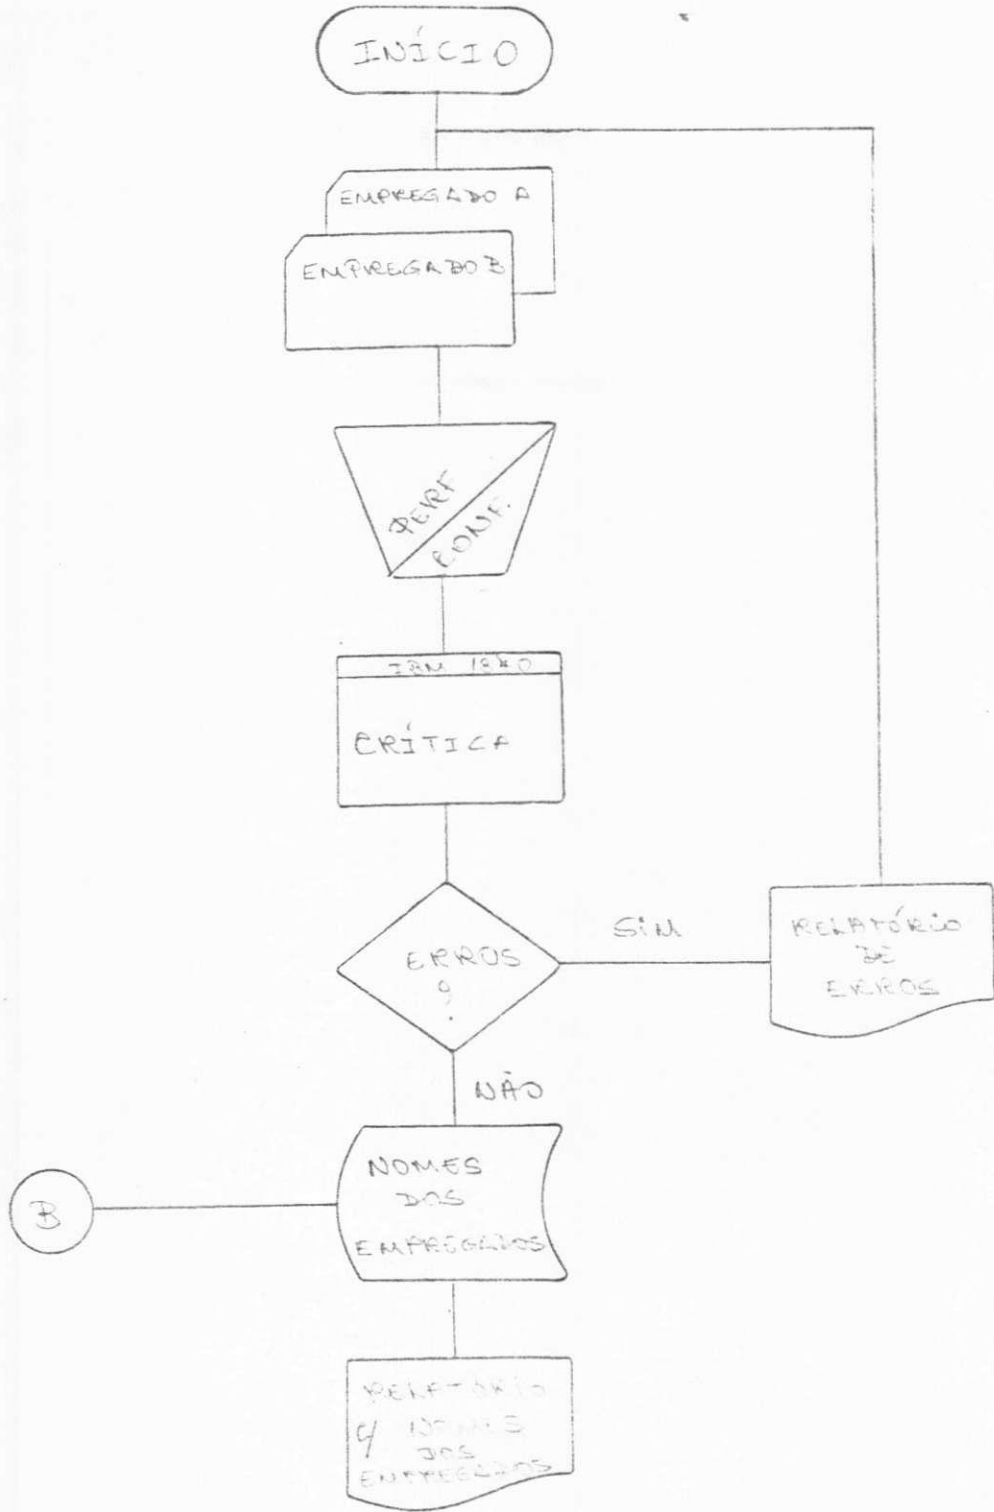 INÍCIO
EMPREGADO A
EMPREGADO B
PERF
CONF.
IBM
CRÍTICA
ERROS
?
SIM
RELATÓRIO
DE
ERROS
NÃO
NOMES
DOS
EMPREGADOS
B
RELATÓRIO
C/ NOMES
DOS
EMPREGADOS